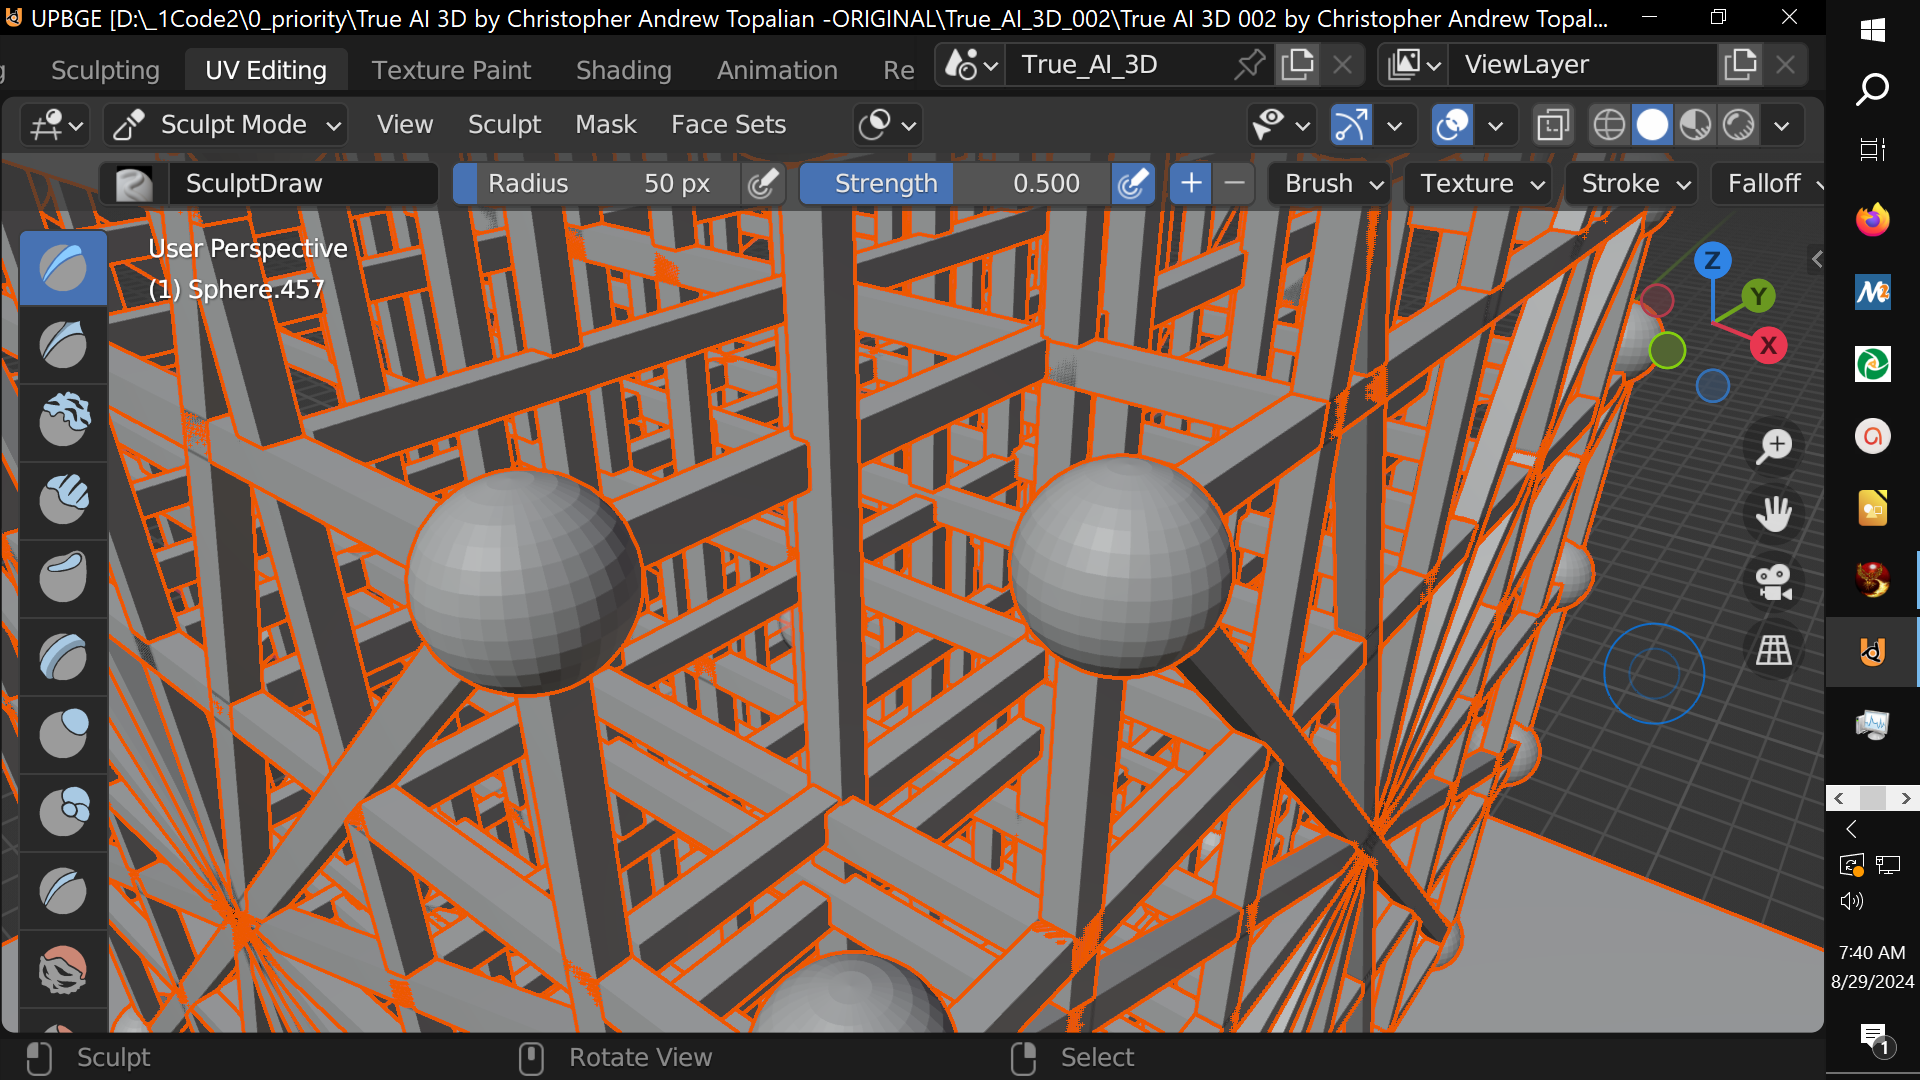 UPBGE [D:\_1Code2\0_priority\True AI 3D by Christopher Andrew Topalian -ORIGINAL\True_AI_3D_002\True AI 3D 002 by Christopher Andrew Topal...
Sculpting UV Editing Texture Paint Shading Animation Re True_AI_3D ViewLayer
Sculpt Mode View Sculpt Mask Face Sets
SculptDraw Radius 50 px Strength 0.500 Brush Texture Stroke Falloff
User Perspective
(1) Sphere.457
Z
Y
X
7:40 AM
8/29/2024
1
Sculpt Rotate View Select